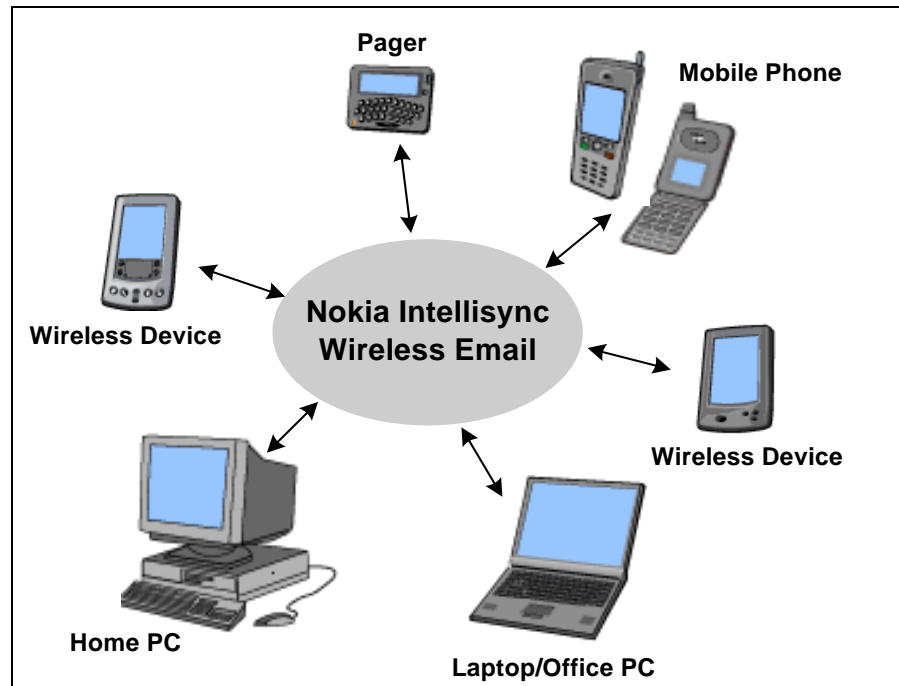 Pager
Mobile Phone
Wireless Device
Nokia Intellisync
Wireless Email
Wireless Device
Home PC
Laptop/Office PC